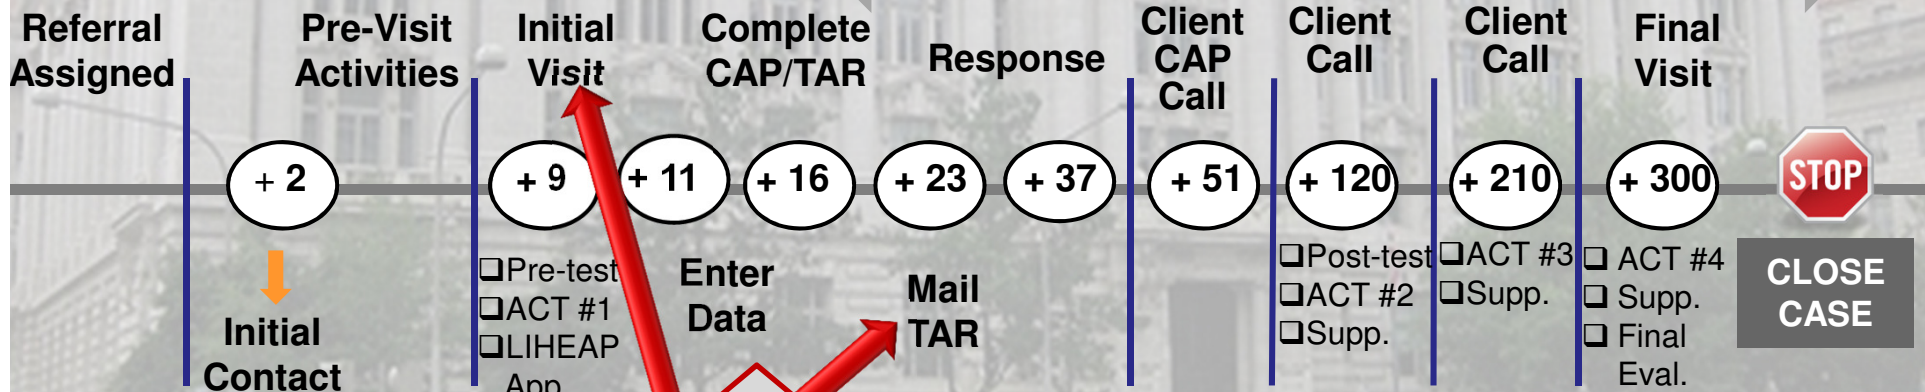 Referral
Assigned
Pre-Visit
Activities
Initial
Visit
Complete
CAP/TAR
Response
Client
CAP
Call
Client
Call
Client
Call
Final
Visit
+ 2
+ 9
+ 11
+ 16
+ 23
+ 37
+ 51
+ 120
+ 210
+ 300
STOP
Initial
Contact
❑Pre-test
❑ACT #1
❑LIHEAP
App
Enter
Data
Mail
TAR
❑Post-test
❑ACT #2
❑Supp.
❑ACT #3
❑Supp.
❑ ACT #4
❑ Supp.
❑ Final
Eval.
CLOSE
CASE